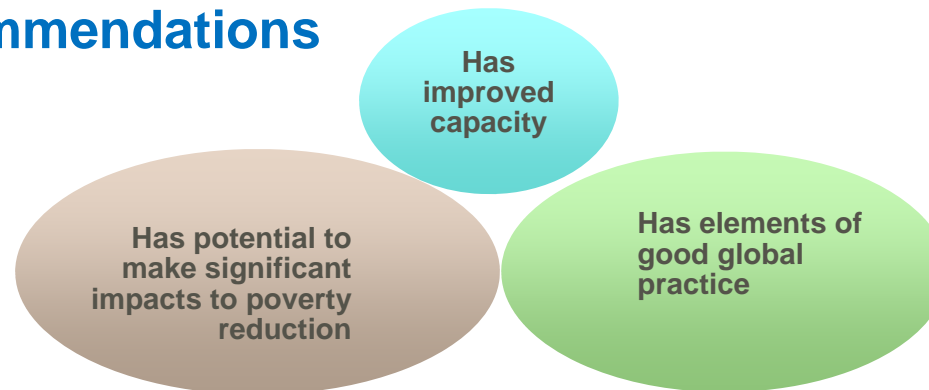 mmendations
Has
improved
capacity
Has potential to
make significant
impacts to poverty
reduction
Has elements of
good global
practice